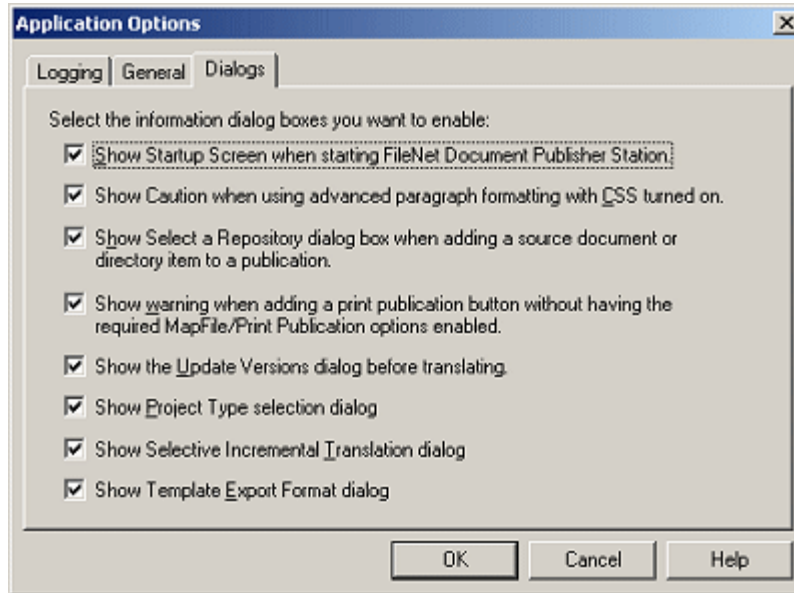 Application Options
Logging General Dialogs
Select the information dialog boxes you want to enable:
Show Startup Screen when starting FileNet Document Publisher Station.
Show Caution when using advanced paragraph formatting with CSS turned on.
Show Select a Repository dialog box when adding a source document or
directory item to a publication.
Show warning when adding a print publication button without having the
required MapFile/Print Publication options enabled.
Show the Update Versions dialog before translating.
Show Project Type selection dialog
Show Selective Incremental Translation dialog
Show Template Export Format dialog
OK Cancel Help